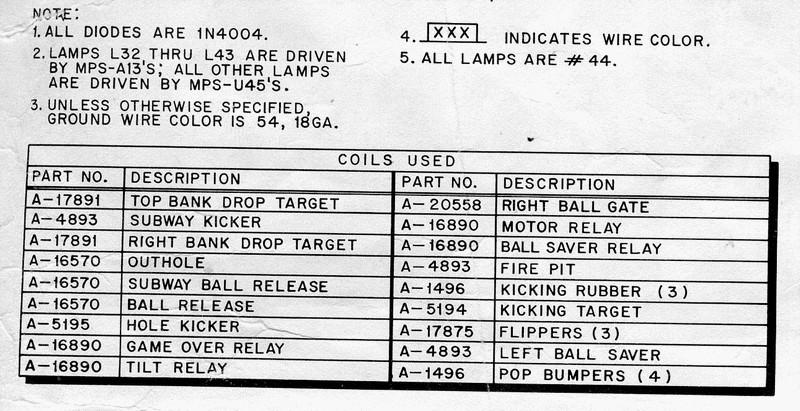 NOTE:
1. ALL DIODES ARE 1N4004.
2. LAMPS L32 THRU L43 ARE DRIVEN
BY MPS-A13'S; ALL OTHER LAMPS
ARE DRIVEN BY MPS-U45'S.
3. UNLESS OTHERWISE SPECIFIED,
GROUND WIRE COLOR IS 54, 18GA.
4. XXX INDICATES WIRE COLOR.
5. ALL LAMPS ARE # 44.
COILS USED
PART NO. DESCRIPTION
A-17891 TOP BANK DROP TARGET
A-4893 SUBWAY KICKER
A-17891 RIGHT BANK DROP TARGET
A-16570 OUTHOLE
A-16570 SUBWAY BALL RELEASE
A-16570 BALL RELEASE
A-5195 HOLE KICKER
A-16890 GAME OVER RELAY
A-16890 TILT RELAY
PART NO. DESCRIPTION
A-20558 RIGHT BALL GATE
A-16890 MOTOR RELAY
A-16890 BALL SAVER RELAY
A-4893 FIRE PIT
A-1496 KICKING RUBBER (3)
A-5194 KICKING TARGET
A-17875 FLIPPERS (3)
A-4893 LEFT BALL SAVER
A-1496 POP BUMPERS (4)